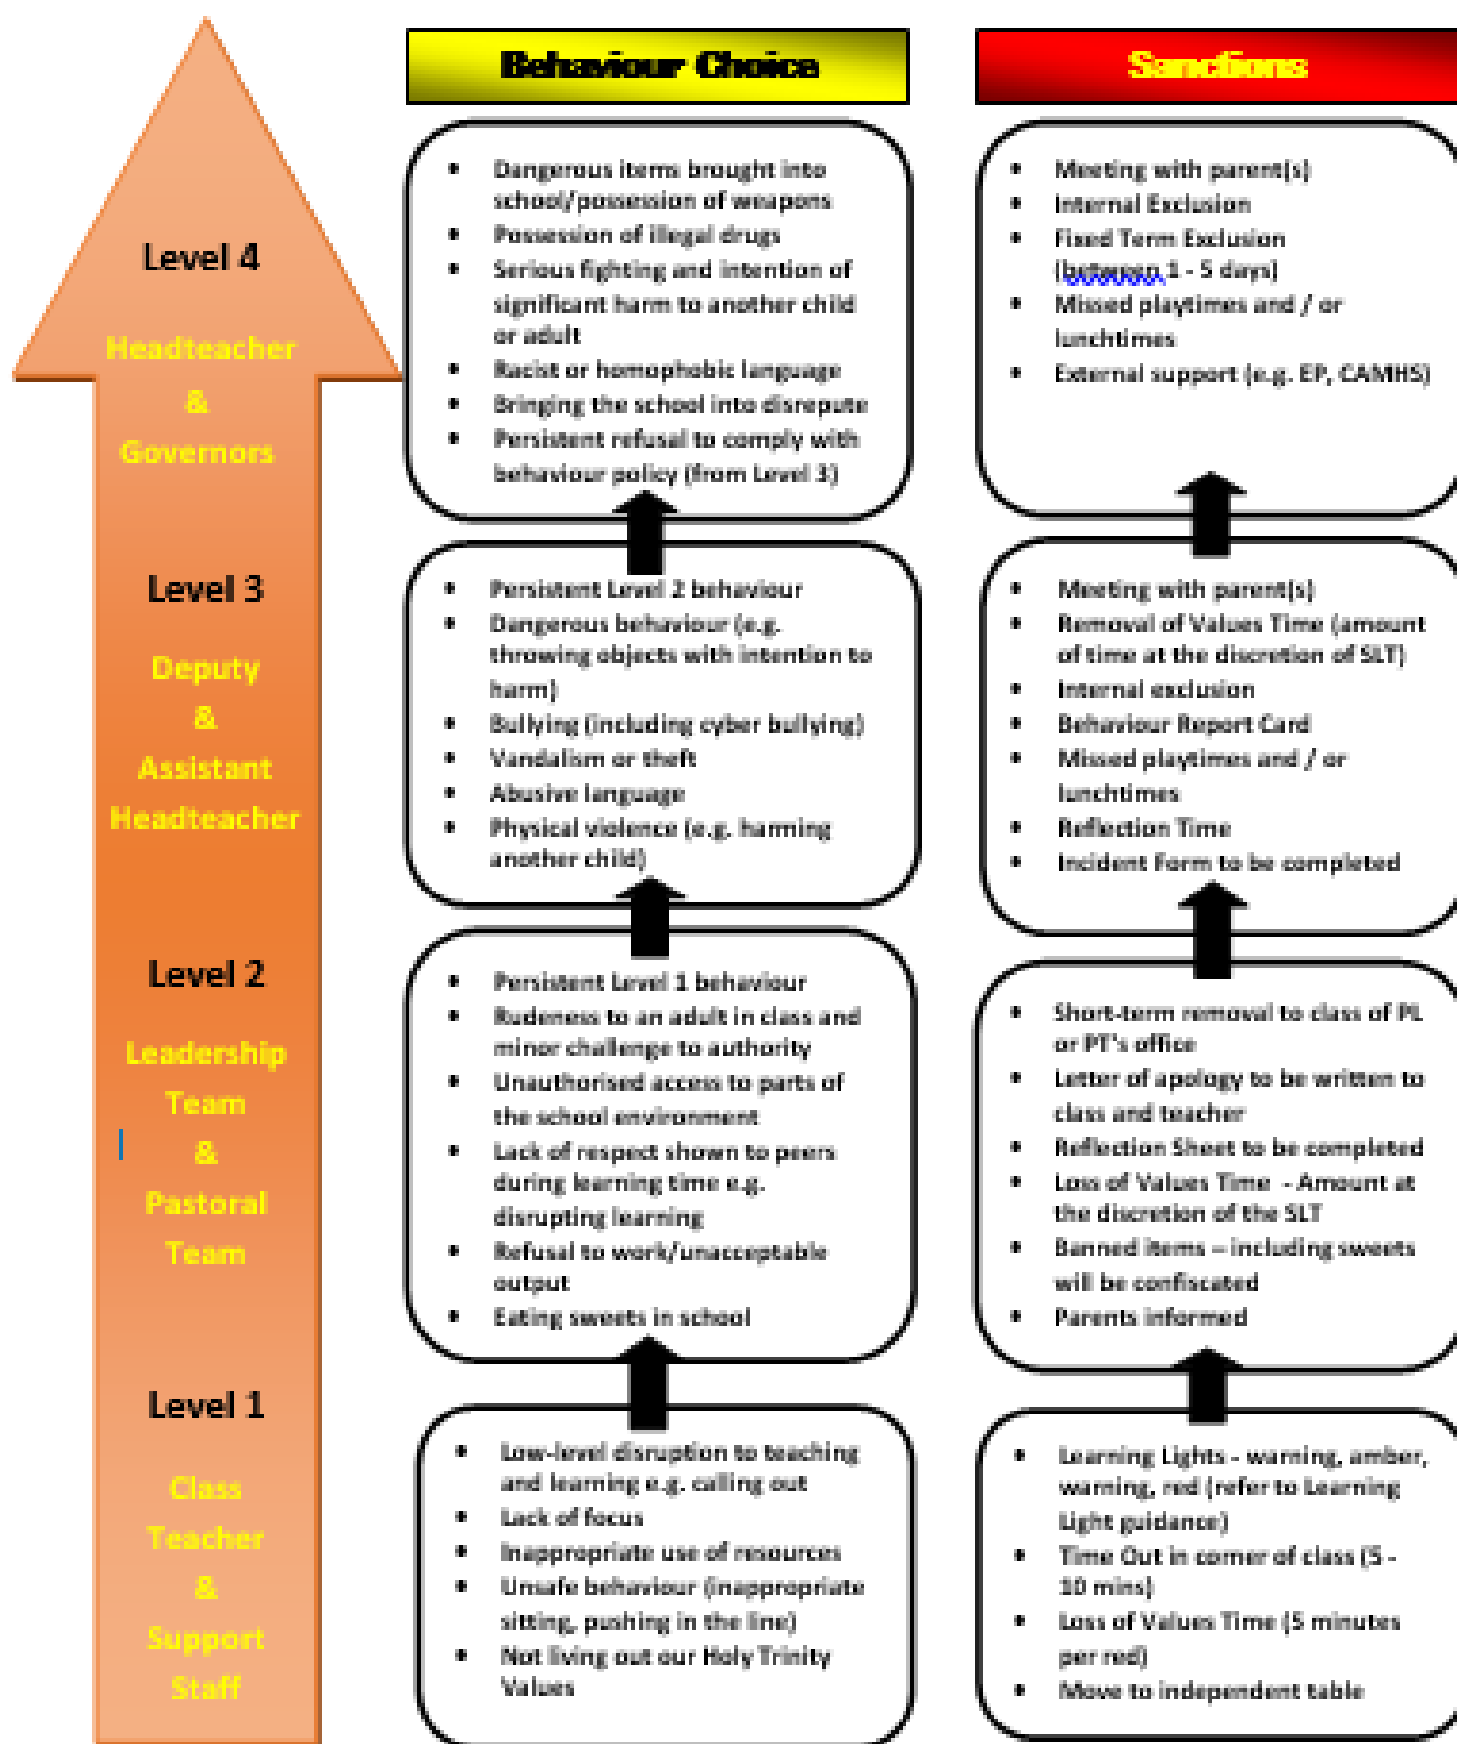 Behaviour Choice
Sanctions
Level 4
Headteacher
&
Governors
• Dangerous items brought into
school/possession of weapons
• Possession of illegal drugs
• Serious fighting and intention of
significant harm to another child
or adult
• Racist or homophobic language
• Bringing the school into disrepute
• Persistent refusal to comply with
behaviour policy (from Level 3)
• Meeting with parent(s)
• Internal Exclusion
• Fixed Term Exclusion
(between 1 - 5 days)
• Missed playtimes and / or
lunchtimes
• External support (e.g. EP, CAMHS)
Level 3
Deputy
&
Assistant
Headteacher
• Persistent Level 2 behaviour
• Dangerous behaviour (e.g.
throwing objects with intention to
harm)
• Bullying (including cyber bullying)
• Vandalism or theft
• Abusive language
• Physical violence (e.g. harming
another child)
• Meeting with parent(s)
• Removal of Values Time (amount
of time at the discretion of SLT)
• Internal exclusion
• Behaviour Report Card
• Missed playtimes and / or
lunchtimes
• Reflection Time
• Incident Form to be completed
Level 2
Leadership
Team
&
Pastoral
Team
• Persistent Level 1 behaviour
• Rudeness to an adult in class and
minor challenge to authority
• Unauthorised access to parts of
the school environment
• Lack of respect shown to peers
during learning time e.g.
disrupting learning
• Refusal to work/unacceptable
output
• Eating sweets in school
• Short-term removal to class of PL
or PT's office
• Letter of apology to be written to
class and teacher
• Reflection Sheet to be completed
• Loss of Values Time - Amount at
the discretion of the SLT
• Banned items – including sweets
will be confiscated
• Parents informed
Level 1
Class
Teacher
&
Support
Staff
• Low-level disruption to teaching
and learning e.g. calling out
• Lack of focus
• Inappropriate use of resources
• Unsafe behaviour (inappropriate
sitting, pushing in the line)
• Not living out our Holy Trinity
Values
• Learning Lights - warning, amber,
warning, red (refer to Learning
Light guidance)
• Time Out in corner of class (5 -
10 mins)
• Loss of Values Time (5 minutes
per red)
• Move to independent table